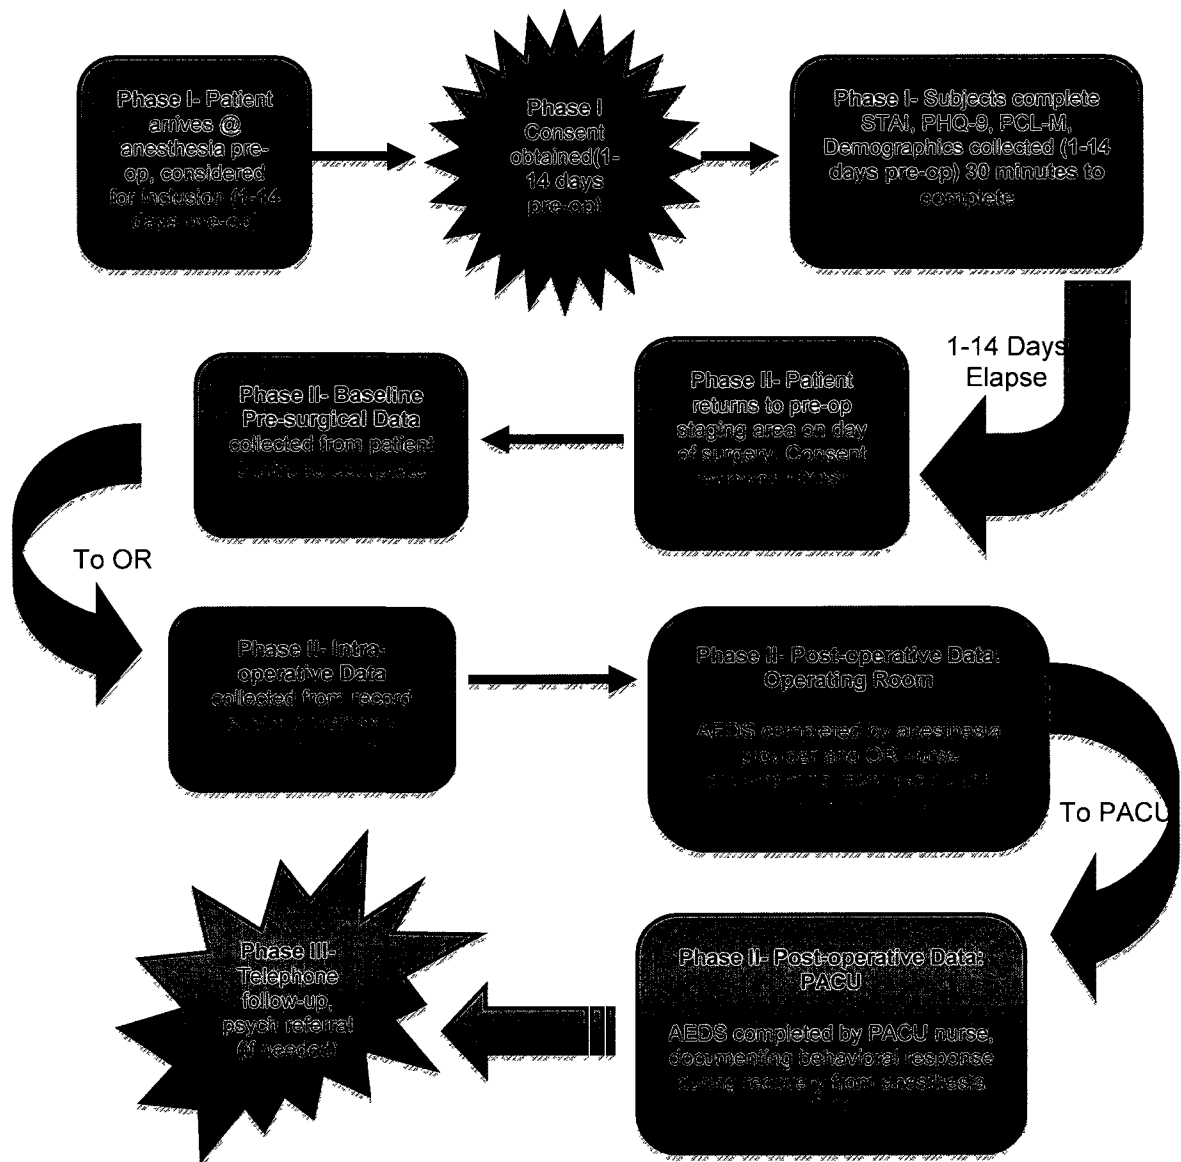 Phase I- Patient
arrives @
anesthesia pre-
op, considered
for inclusion (1-14
days pre-op)
Phase I
Consent
obtained(1-
14 days
pre-op)
Phase I- Subjects complete
STAI, PHQ-9, PCL-M,
Demographics collected (1-14
days pre-op) 30 minutes to
complete
1-14 Days
Elapse
Phase II- Patient
returns to pre-op
staging area on day
of surgery. Consent
Phase II- Baseline
Pre-surgical Data
collected from patient
To OR
Phase II- Intra-
operative Data
collected from record
Phase II- Post-operative Data:
Operating Room
AEDS completed by anesthesia
provider and OR nurse
To PACU
Phase II- Post-operative Data:
PACU
AEDS completed by PACU nurse,
documenting behavioral response
during recovery from anesthesia
Phase III-
Telephone
follow-up,
psych referral
(if needed)